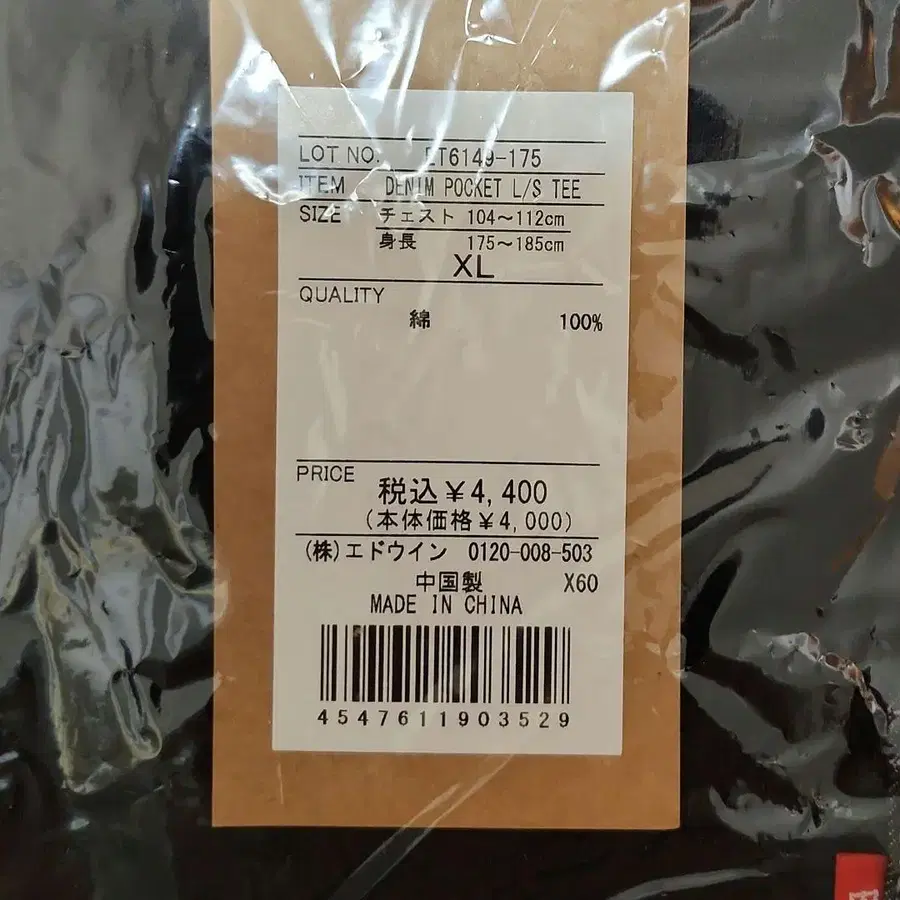 LOT NO. ET6149-175
ITEM DENIM POCKET L/S TEE
SIZE チェスト 104～112cm
身長 175～185cm
XL
QUALITY
綿 100%
PRICE
税込￥4,400
(本体価格￥4,000)
(株)エドウイン 0120-008-503
中国製 X60
MADE IN CHINA
4547611903529